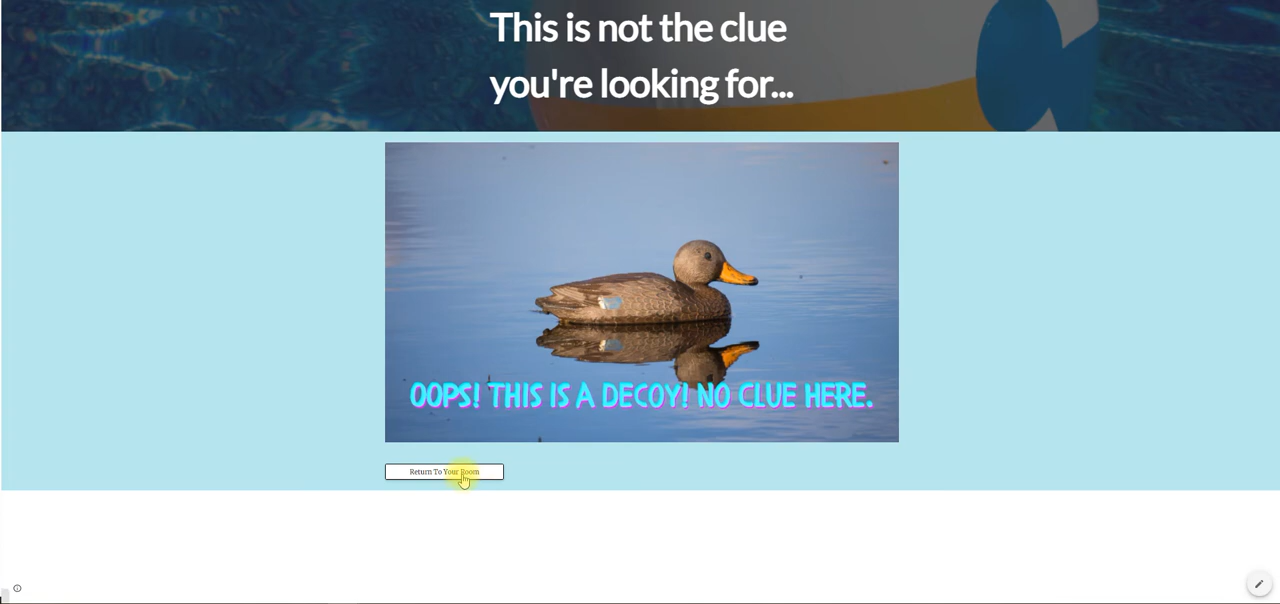 This is not the clue
you're looking for...
OOPS! THIS IS A DECOY! NO CLUE HERE.
Return To Your Room